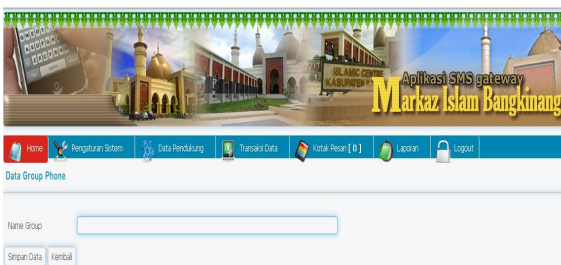 ISLAMIC CENTRE
KABUPATEN K
Aplikasi SMS gateway
Markaz Islam Bangkinang
Home Pengaturan Sistem Data Pendukung Transaksi Data Kotak Pesan [ 0 ] Laporan Logout
Data Group Phone
Name Group
Simpan Data Kembali